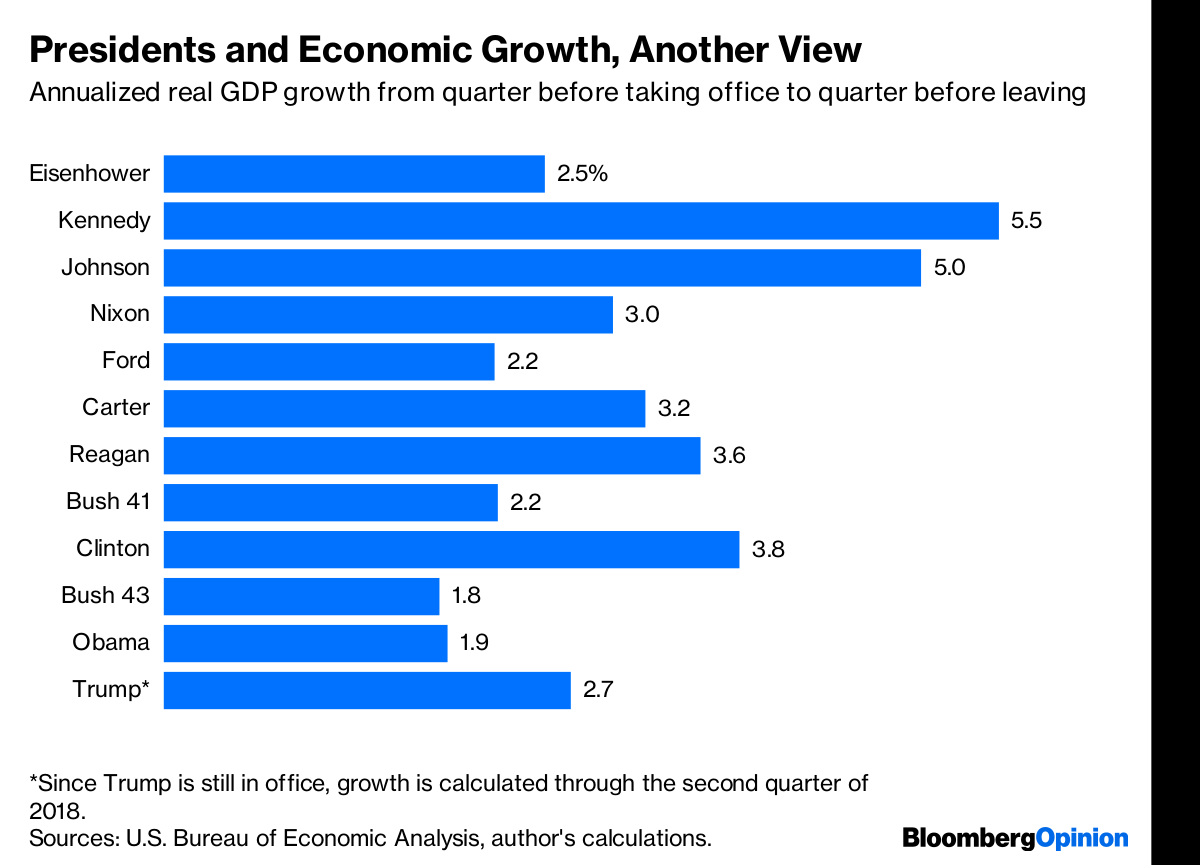 Presidents and Economic Growth, Another View
Annualized real GDP growth from quarter before taking office to quarter before leaving
Eisenhower 2.5%
Kennedy 5.5
Johnson 5.0
Nixon 3.0
Ford 2.2
Carter 3.2
Reagan 3.6
Bush 41 2.2
Clinton 3.8
Bush 43 1.8
Obama 1.9
Trump* 2.7
*Since Trump is still in office, growth is calculated through the second quarter of
2018.
Sources: U.S. Bureau of Economic Analysis, author's calculations.
BloombergOpinion